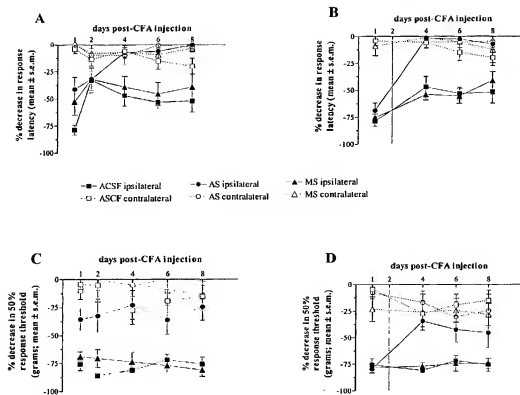 A
days post-CFA injection
1 2 4 6 8
0
-25
-50
-75
-100
% decrease in response
latency (mean ± s.e.m.)
B
days post-CFA injection
1 2 4 6 8
0
-25
-50
-75
-100
% decrease in response
latency (mean ± s.e.m.)
ACSF ipsilateral
AS ipsilateral
MS ipsilateral
ASCF contralateral
AS contralateral
MS contralateral
C
days post-CFA injection
1 2 4 6 8
0
-25
-50
-75
-100
% decrease in 50%
response threshold
(grams; mean ± s.e.m.)
D
days post-CFA injection
1 2 4 6 8
0
-25
-50
-75
-100
% decrease in 50%
response threshold
(grams; mean ± s.e.m.)